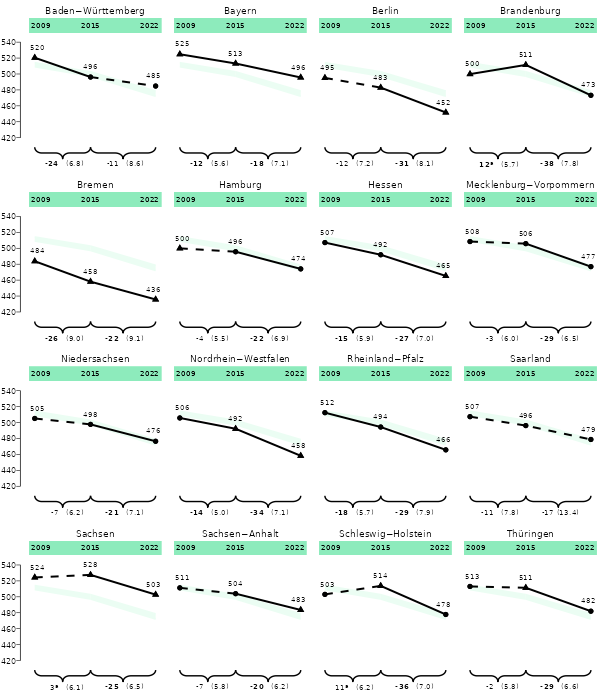 Baden−Württemberg Bayern Berlin Brandenburg
2009 2015 2022 2009 2015 2022 2009 2015 2022 2009 2015 2022
540 520 496 485 525 513 496 495 483 452 500 511 473
520
500
480
460
440
420
-24 (6.8) -11 (8.6) -12 (5.6) -18 (7.1) -12 (7.2) -31 (8.1) 12ª (5.7) -38 (7.8)
Bremen Hamburg Hessen Mecklenburg−Vorpommern
2009 2015 2022 2009 2015 2022 2009 2015 2022 2009 2015 2022
540 484 458 436 500 496 474 507 492 465 508 506 477
520
500
480
460
440
420
-26 (9.0) -22 (9.1) -4 (5.5) -22 (6.9) -15 (5.9) -27 (7.0) -3 (6.0) -29 (6.5)
Niedersachsen Nordrhein−Westfalen Rheinland−Pfalz Saarland
2009 2015 2022 2009 2015 2022 2009 2015 2022 2009 2015 2022
540 505 498 476 506 492 458 512 494 466 507 496 479
520
500
480
460
440
420
-7 (6.2) -21 (7.1) -14 (5.0) -34 (7.1) -18 (5.7) -29 (7.9) -11 (7.8) -17 (13.4)
Sachsen Sachsen−Anhalt Schleswig−Holstein Thüringen
2009 2015 2022 2009 2015 2022 2009 2015 2022 2009 2015 2022
540 524 528 503 511 504 483 503 514 478 513 511 482
520
500
480
460
440
420
3ª (6.1) -25 (6.5) -7 (5.8) -20 (6.2) 11ª (6.2) -36 (7.0) -2 (5.8) -29 (6.6)